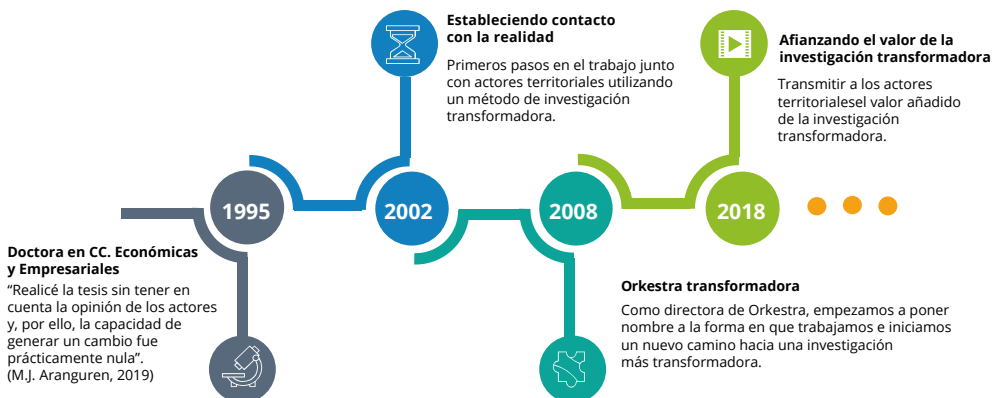 Estableciendo contacto
con la realidad
Primeros pasos en el trabajo junto
con actores territoriales utilizando
un método de investigación
transformadora.
Afianzando el valor de la
investigación transformadora
Transmitir a los actores
territorialesel valor añadido
de la investigación
transformadora.
1995
2002
2008
2018
Doctora en CC. Económicas
y Empresariales
“Realicé la tesis sin tener en
cuenta la opinión de los actores
y, por ello, la capacidad de
generar un cambio fue
prácticamente nula”.
(M.J. Aranguren, 2019)
Orkestra transformadora
Como directora de Orkestra, empezamos a poner
nombre a la forma en que trabajamos e iniciamos
un nuevo camino hacia una investigación
más transformadora.